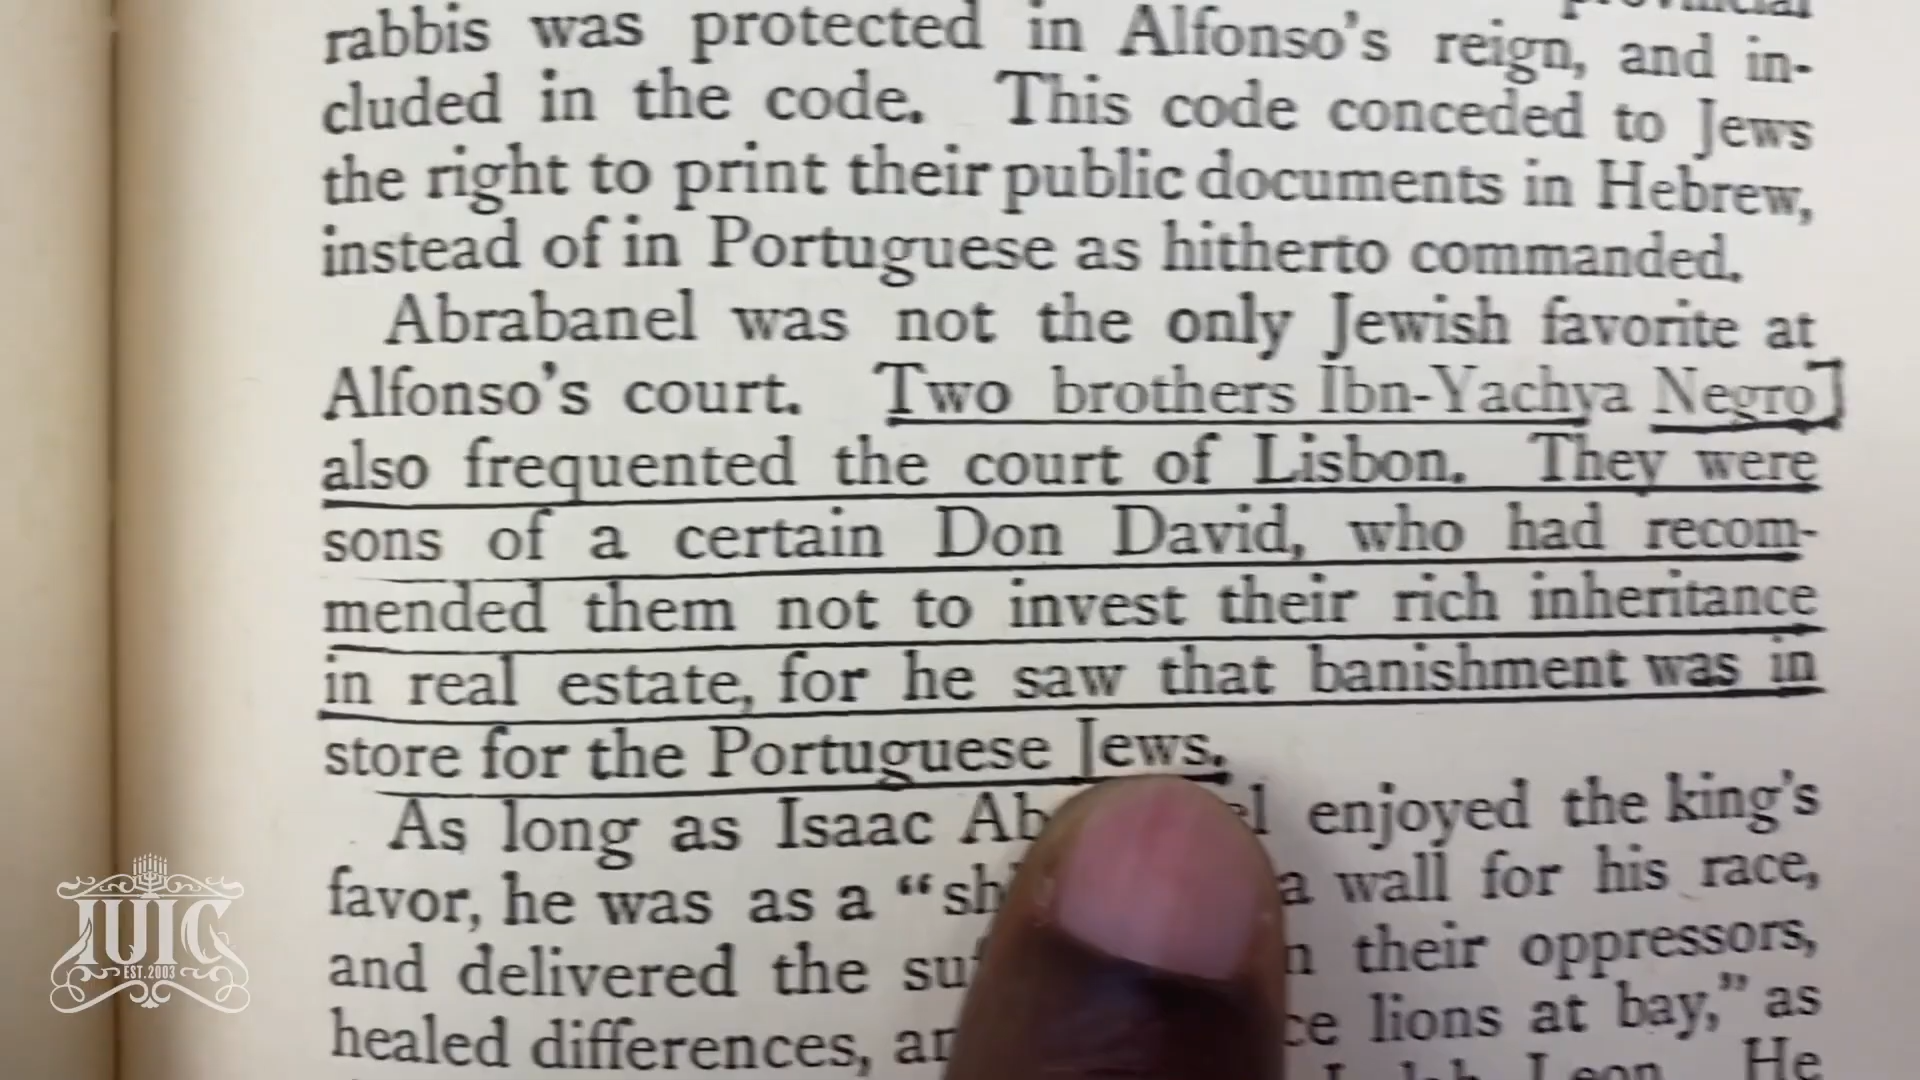 provincial
rabbis was protected in Alfonso's reign, and in-
cluded in the code. This code conceded to Jews
the right to print their public documents in Hebrew,
instead of in Portuguese as hitherto commanded.
Abrabanel was not the only Jewish favorite at
Alfonso's court. Two brothers Ibn-Yachya Negro]
also frequented the court of Lisbon. They were
sons of a certain Don David, who had recom-
mended them not to invest their rich inheritance
in real estate, for he saw that banishment was in
store for the Portuguese Jews.
As long as Isaac enjoyed the king's
favor, he was as a " a wall for his race,
and delivered the their oppressors,
healed differences, lions at bay," as
Leon. He
IUIC
EST. 2003